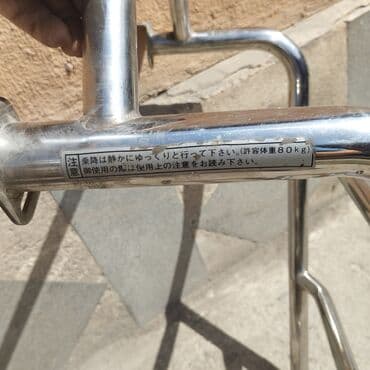 注意
乗降は静かにゆっくりと行って下さい。(許容体重80kg)
御使用の際は使用上の注意をお読み下さい。